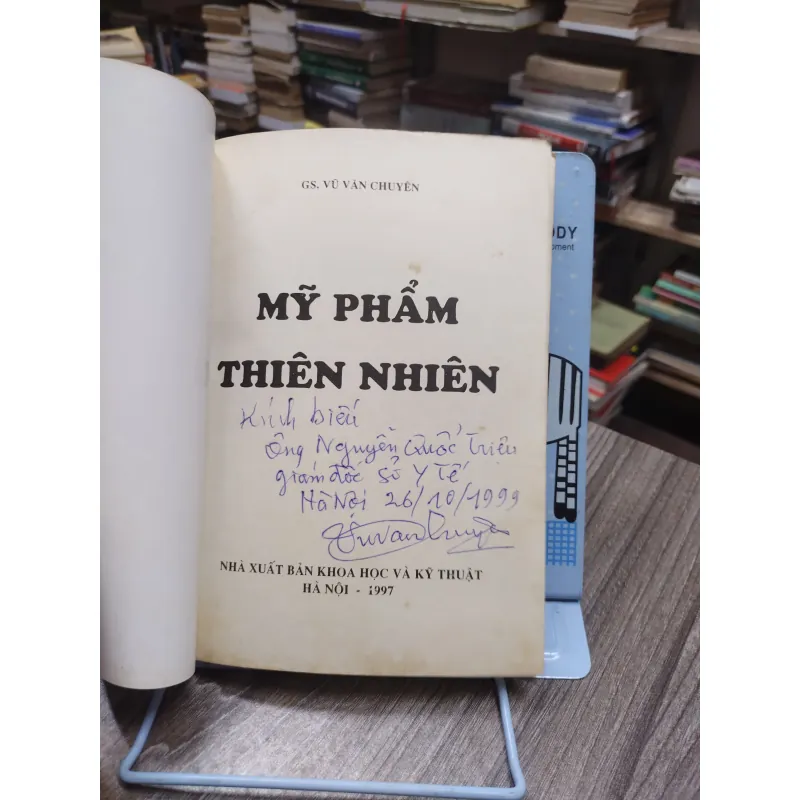 GS. VŨ VĂN CHUYÊN
MỸ PHẨM
THIÊN NHIÊN
Kính biếu
Ông Nguyễn Quốc Triệu
giám đốc Sở Y tế
Hà Nội 26/10/1999
NHÀ XUẤT BẢN KHOA HỌC VÀ KỸ THUẬT
HÀ NỘI - 1997